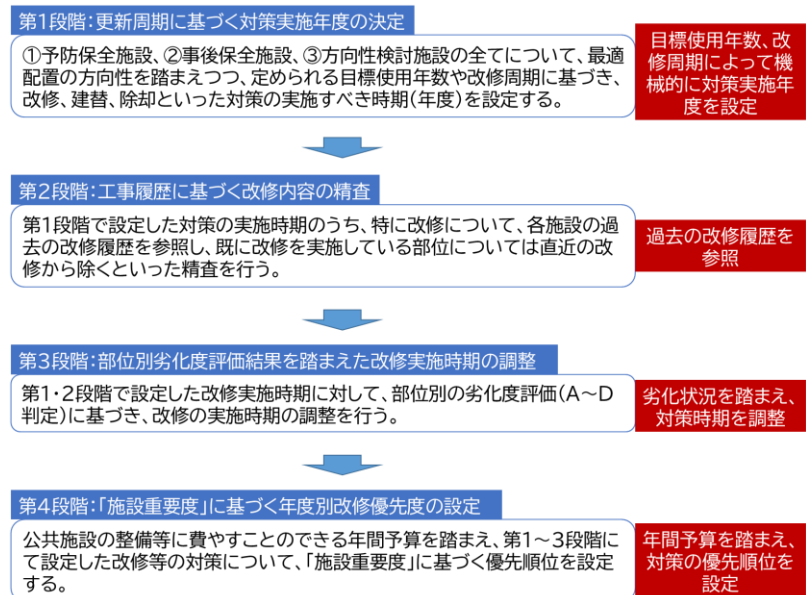 第1段階:更新周期に基づく対策実施年度の決定
①予防保全施設、②事後保全施設、③方向性検討施設の全てについて、最適
配置の方向性を踏まえつつ、定められる目標使用年数や改修周期に基づき、
改修、建替、除却といった対策の実施すべき時期(年度)を設定する。
目標使用年数、改
修周期によって機
械的に対策実施年
度を設定
第2段階:工事履歴に基づく改修内容の精査
第1段階で設定した対策の実施時期のうち、特に改修について、各施設の過
去の改修履歴を参照し、既に改修を実施している部位については直近の改
修から除くといった精査を行う。
過去の改修履歴を
参照
第3段階:部位別劣化度評価結果を踏まえた改修実施時期の調整
第1・2段階で設定した改修実施時期に対して、部位別の劣化度評価(A~D
判定)に基づき、改修の実施時期の調整を行う。
劣化状況を踏まえ、
対策時期を調整
第4段階:「施設重要度」に基づく年度別改修優先度の設定
公共施設の整備等に費やすことのできる年間予算を踏まえ、第1~3段階に
て設定した改修等の対策について、「施設重要度」に基づく優先順位を設定
する。
年間予算を踏まえ、
対策の優先順位を
設定